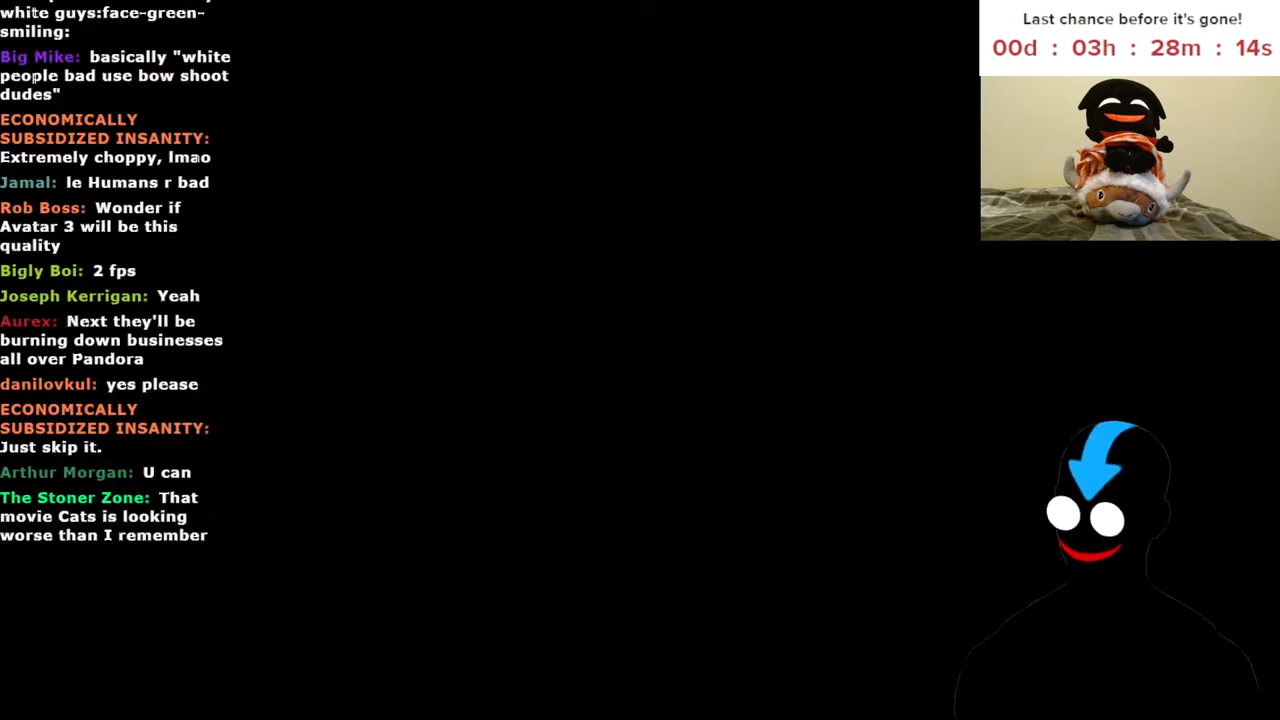 white guys:face-green-
smiling:
Big Mike: basically "white
people bad use bow shoot
dudes"
ECONOMICALLY
SUBSIDIZED INSANITY:
Extremely choppy, lmao
Jamal: le Humans r bad
Rob Boss: Wonder if
Avatar 3 will be this
quality
Bigly Boi: 2 fps
Joseph Kerrigan: Yeah
Aurex: Next they'll be
burning down businesses
all over Pandora
danilovkul: yes please
ECONOMICALLY
SUBSIDIZED INSANITY:
Just skip it.
Arthur Morgan: U can
The Stoner Zone: That
movie Cats is looking
worse than I remember
Last chance before it's gone!
00d : 03h : 28m : 14s